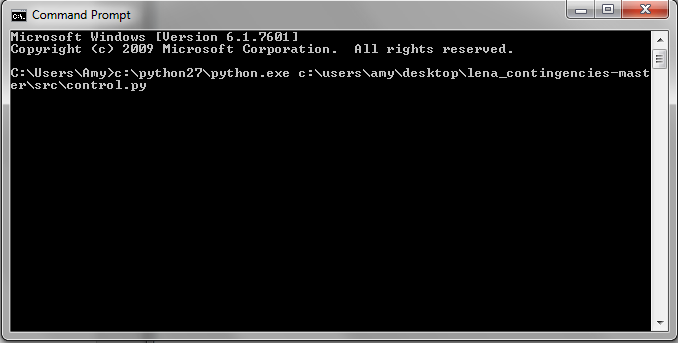 Command Prompt
Microsoft Windows [Version 6.1.7601]
Copyright (c) 2009 Microsoft Corporation.  All rights reserved.
C:\Users\Amy>c:\python27\python.exe c:\users\amy\desktop\lena_contingencies-mast
er\src\control.py